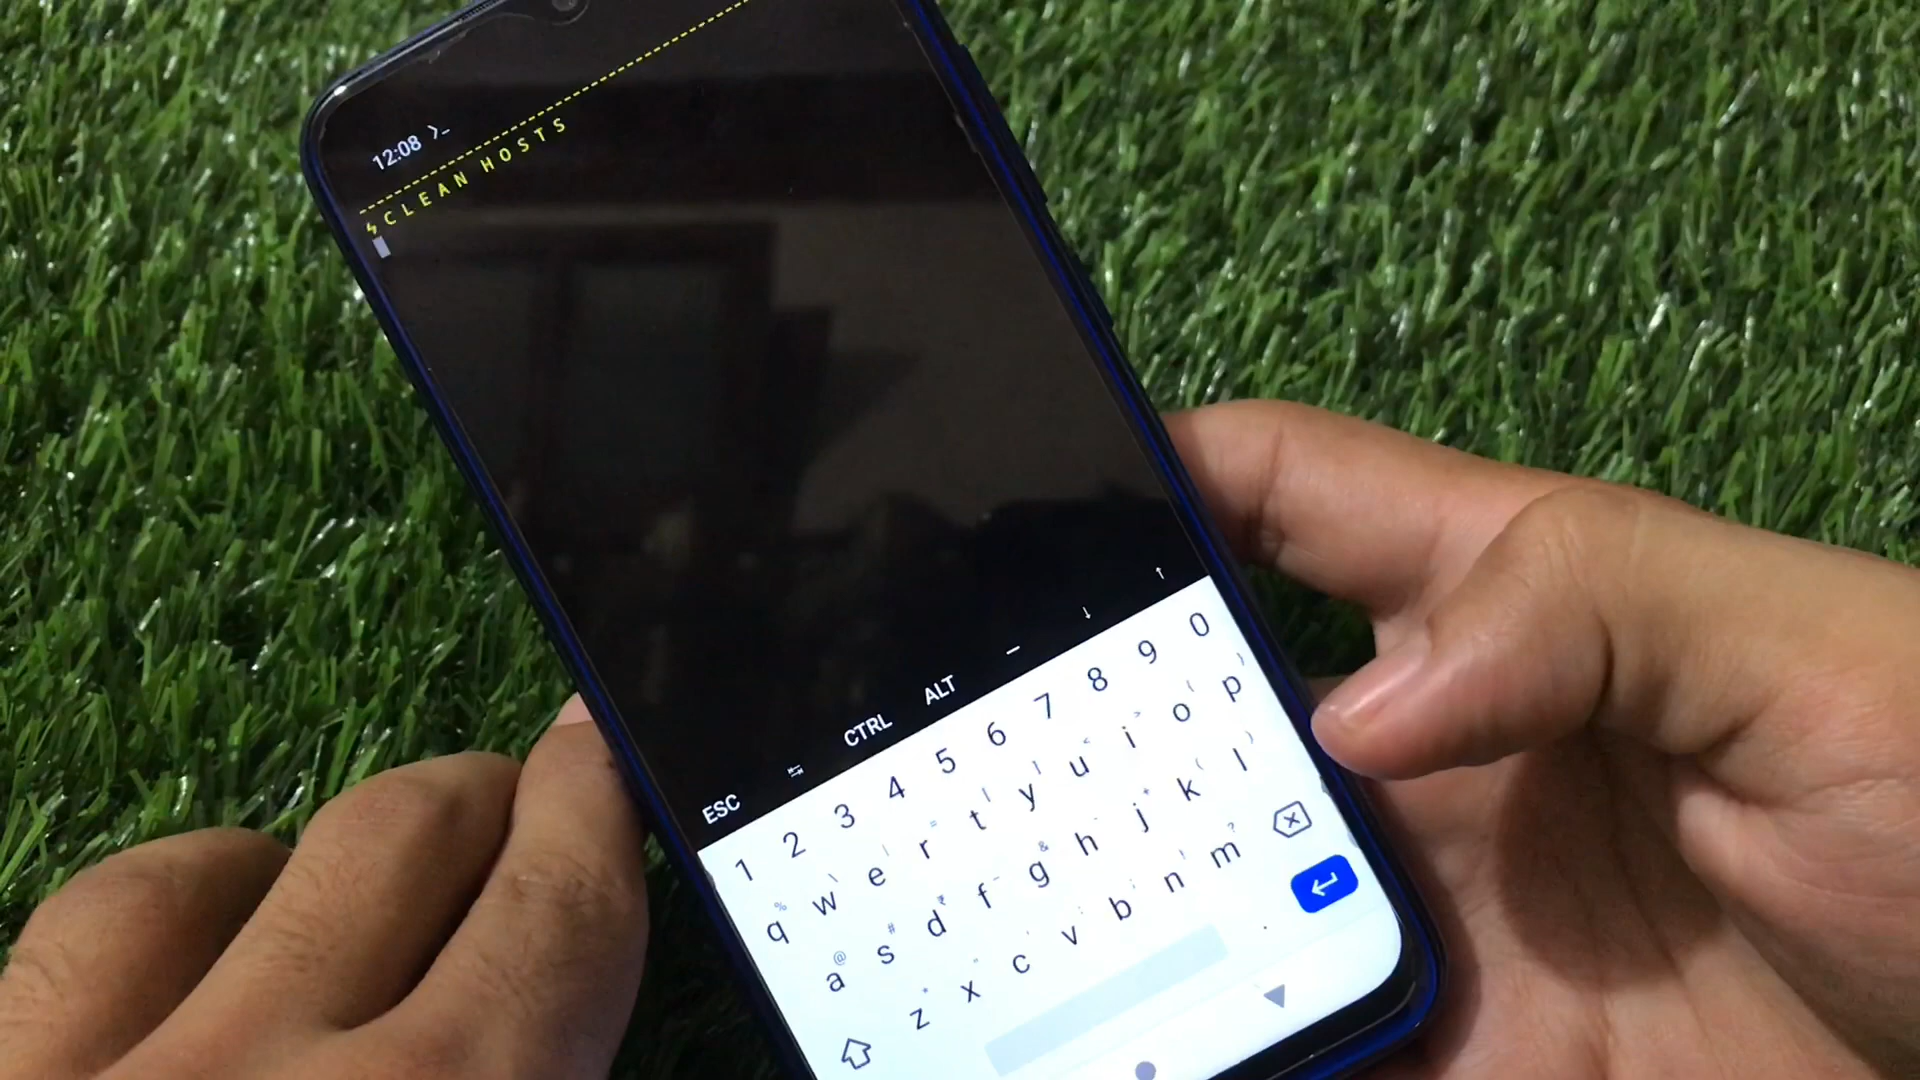 12:08 >_
------------------------------
ϟ CLEAN HOSTS
ESC ⇆ CTRL ALT – ↓ ↑
1 2 3 4 5 6 7 8 9 0
q w e r t y u i o p
a s d f g h j k l
z x c v b n m
.